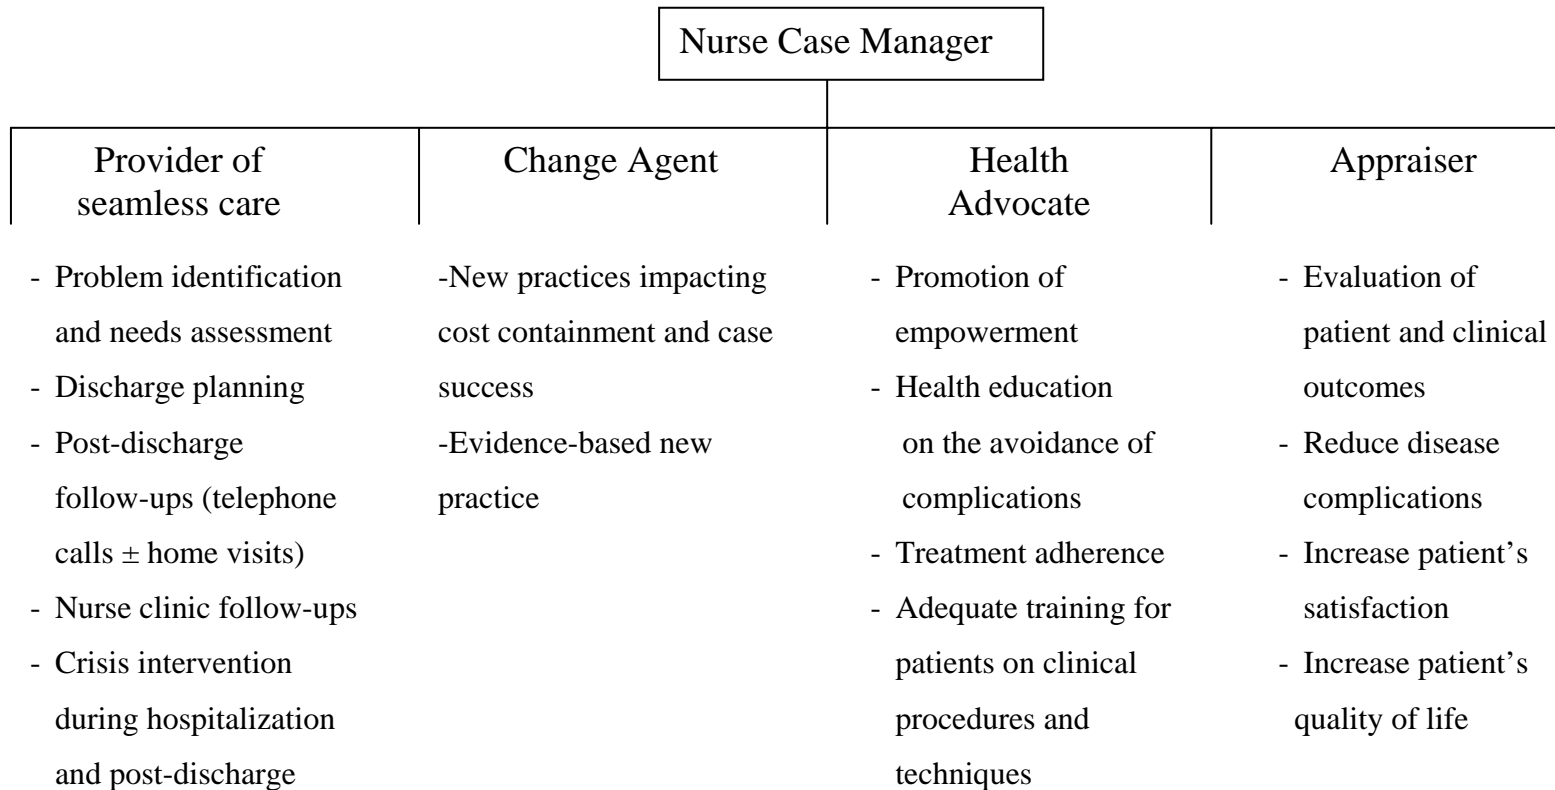 Nurse Case Manager
Provider of
seamless care
- Problem identification
and needs assessment
- Discharge planning
- Post-discharge
follow-ups (telephone
calls ± home visits)
- Nurse clinic follow-ups
- Crisis intervention
during hospitalization
and post-discharge
Change Agent
-New practices impacting
cost containment and case
success
-Evidence-based new
practice
Health
Advocate
- Promotion of
empowerment
- Health education
on the avoidance of
complications
- Treatment adherence
- Adequate training for
patients on clinical
procedures and
techniques
Appraiser
- Evaluation of
patient and clinical
outcomes
- Reduce disease
complications
- Increase patient’s
satisfaction
- Increase patient’s
quality of life